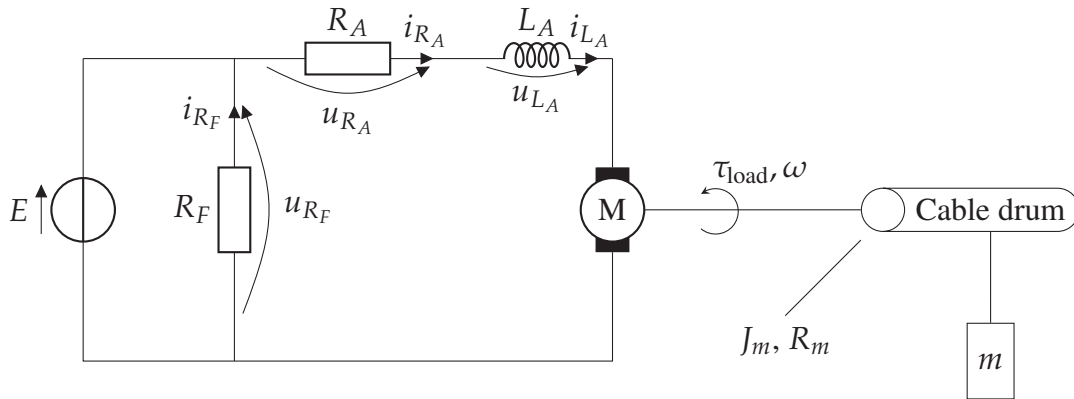 R_A
i_{R_A}
L_A
i_{L_A}
u_{R_A}
u_{L_A}
i_{R_F}
E
R_F
u_{R_F}
M
τ_load, ω
Cable drum
J_m, R_m
m